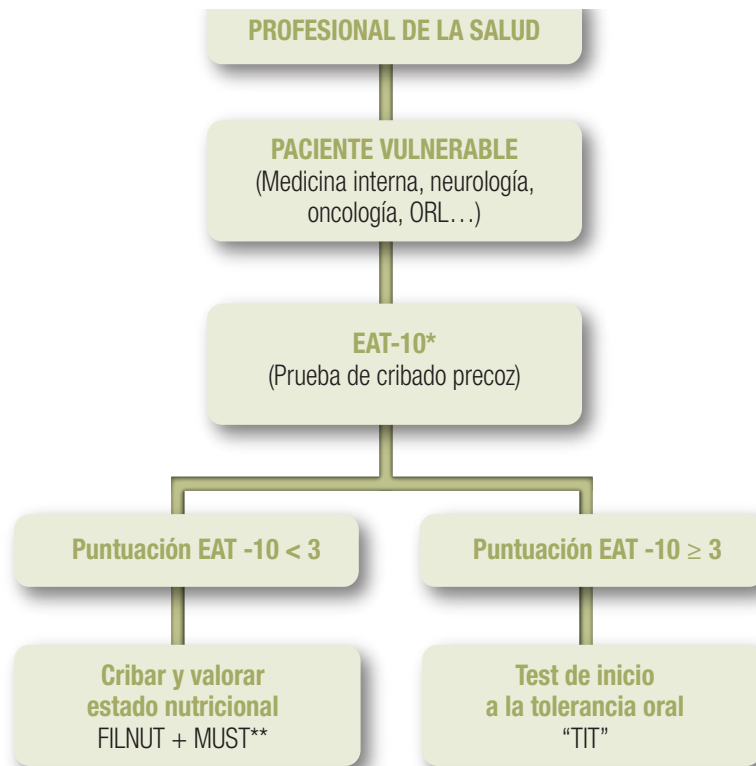 PROFESIONAL DE LA SALUD
PACIENTE VULNERABLE
(Medicina interna, neurología,
oncología, ORL…)
EAT-10*
(Prueba de cribado precoz)
Puntuación EAT -10 < 3
Puntuación EAT -10 ≥ 3
Cribar y valorar
estado nutricional
FILNUT + MUST**
Test de inicio
a la tolerancia oral
“TIT”